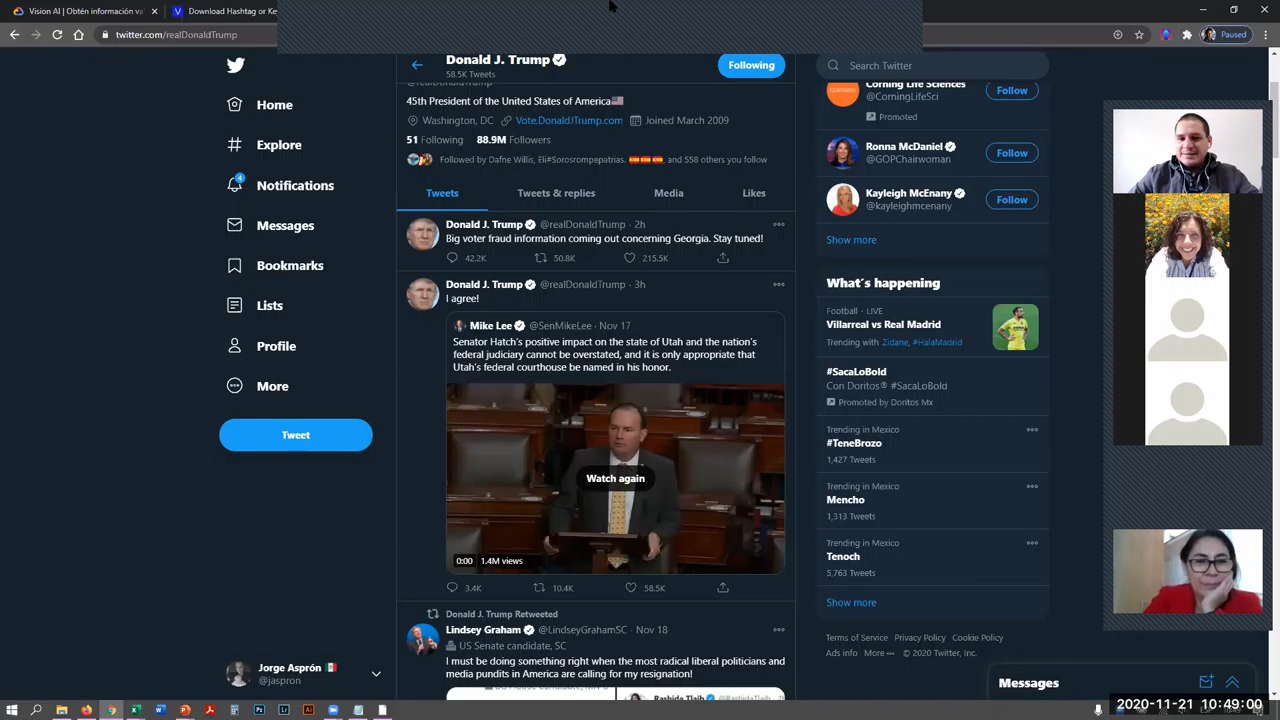 Vision AI | Obtén información va
Download Hashtag or Key
Paused
twitter.com/realDonaldTrump
Donald J. Trump
58.5K Tweets
Following
Search Twitter
45th President of the United States of America
Washington, DC Vote.DonaldJTrump.com Joined March 2009
51 Following 88.9M Followers
Followed by Dafne Willis, Eli#Sorosrompepatrias. and 558 others you follow
Tweets Tweets & replies Media Likes
Home
Explore
4
Notifications
Messages
Bookmarks
Lists
Profile
More
Tweet
Jorge Asprón
@jaspron
Donald J. Trump @realDonaldTrump · 2h
Big voter fraud information coming out concerning Georgia. Stay tuned!
42.2K 50.8K 215.5K
Donald J. Trump @realDonaldTrump · 3h
I agree!
Mike Lee @SenMikeLee · Nov 17
Senator Hatch's positive impact on the state of Utah and the nation's
federal judiciary cannot be overstated, and it is only appropriate that
Utah's federal courthouse be named in his honor.
Watch again
0:00 1.4M views
3.4K 10.4K 58.5K
Donald J. Trump Retweeted
Lindsey Graham @LindseyGrahamSC · Nov 18
US Senate candidate, SC
I must be doing something right when the most radical liberal politicians and
media pundits in America are calling for my resignation!
Rashida Tlaib @RashidaTlaib
Corning Life Sciences
@CorningLifeSci
Follow
Promoted
Ronna McDaniel
@GOPChairwoman
Follow
Kayleigh McEnany
@kayleighmcenany
Follow
Show more
What's happening
Football · LIVE
Villarreal vs Real Madrid
Trending with Zidane, #HalaMadrid
#SacaLoBold
Con Doritos® #SacaLoBold
Promoted by Doritos Mx
Trending in Mexico
#TeneBrozo
1,427 Tweets
Trending in Mexico
Mencho
1,313 Tweets
Trending in Mexico
Tenoch
5,763 Tweets
Show more
Terms of Service Privacy Policy Cookie Policy
Ads info More © 2020 Twitter, Inc.
Messages
2020-11-21 10:49:00